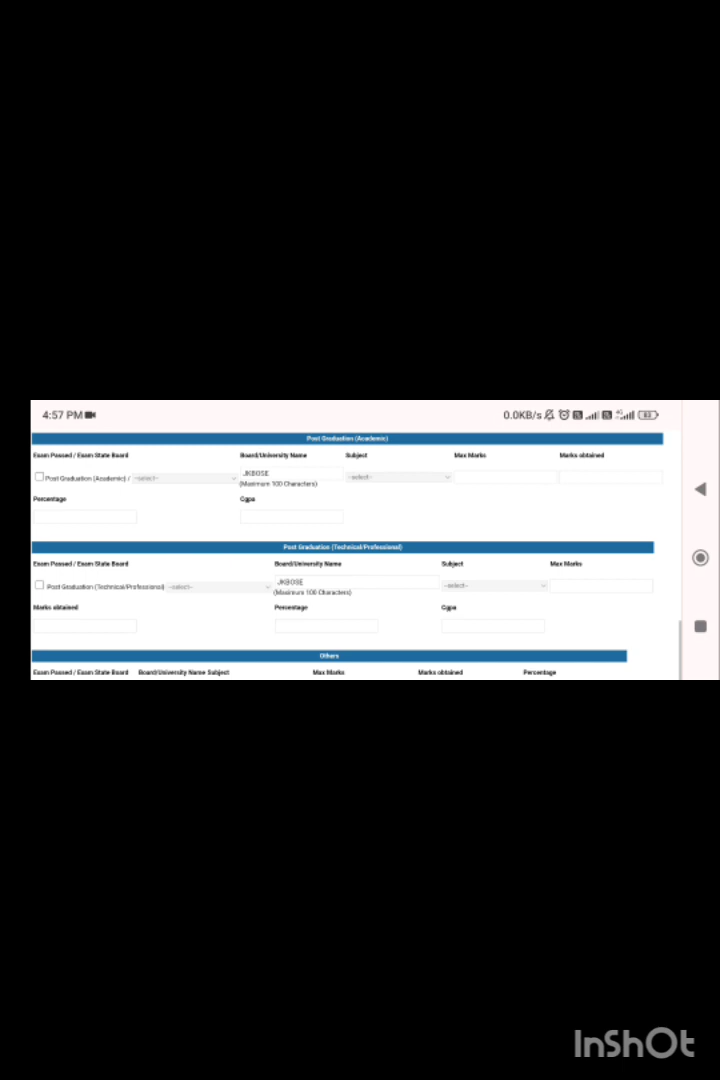 4:57 PM
0.0KB/s
4G
83
Post Graduation (Academic)
Exam Passed / Exam State Board Board/University Name Subject Max Marks Marks obtained
Post Graduation (Academic) / --select-- JKBOSE --select--
(Maximum 100 Characters)
Percentage Cgpa
Post Graduation (Technical/Professional)
Exam Passed / Exam State Board Board/University Name Subject Max Marks
Post Graduation (Technical/Professional) --select-- JKBOSE --select--
(Maximum 100 Characters)
Marks obtained Percentage Cgpa
Others
Exam Passed / Exam State Board Board/University Name Subject Max Marks Marks obtained Percentage
InShOt